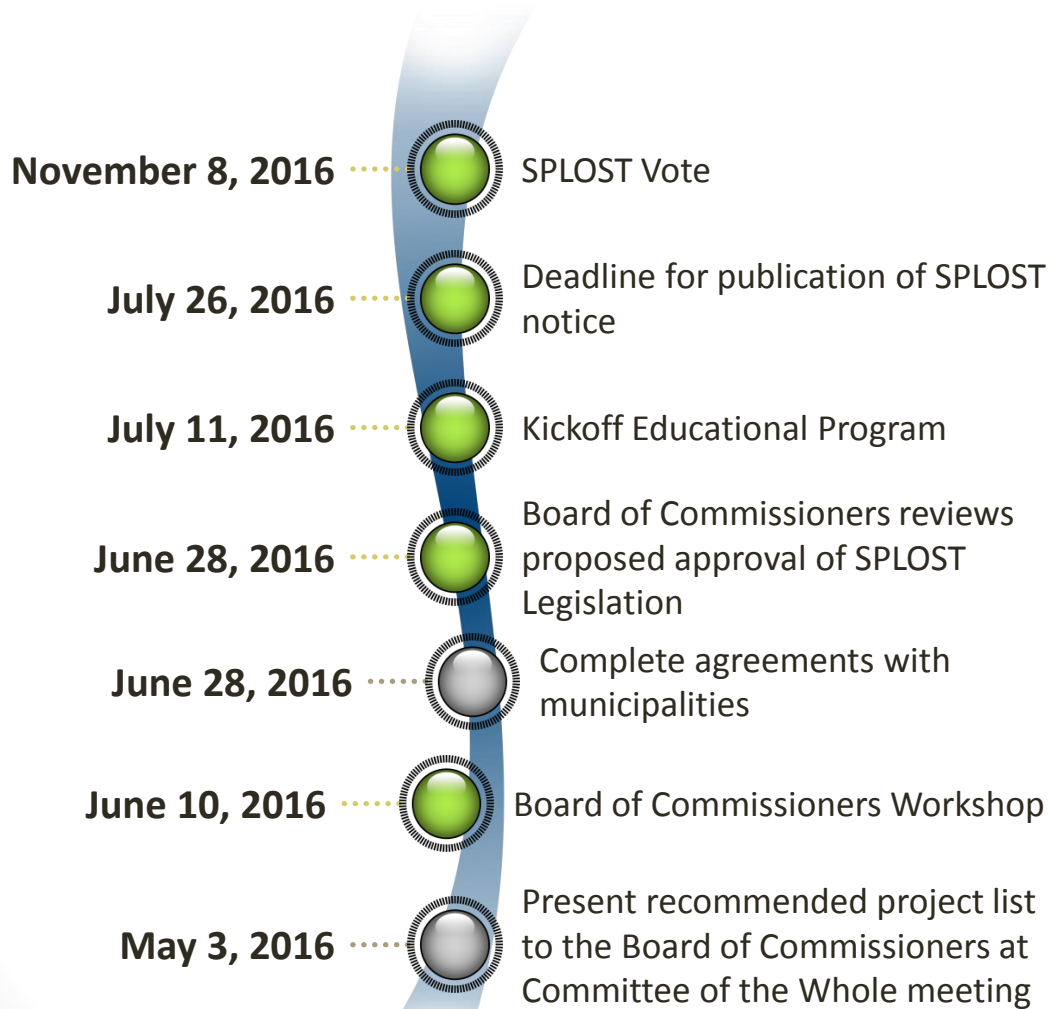 November 8, 2016
SPLOST Vote
July 26, 2016
Deadline for publication of SPLOST
notice
July 11, 2016
Kickoff Educational Program
June 28, 2016
Board of Commissioners reviews
proposed approval of SPLOST
Legislation
June 28, 2016
Complete agreements with
municipalities
June 10, 2016
Board of Commissioners Workshop
May 3, 2016
Present recommended project list
to the Board of Commissioners at
Committee of the Whole meeting